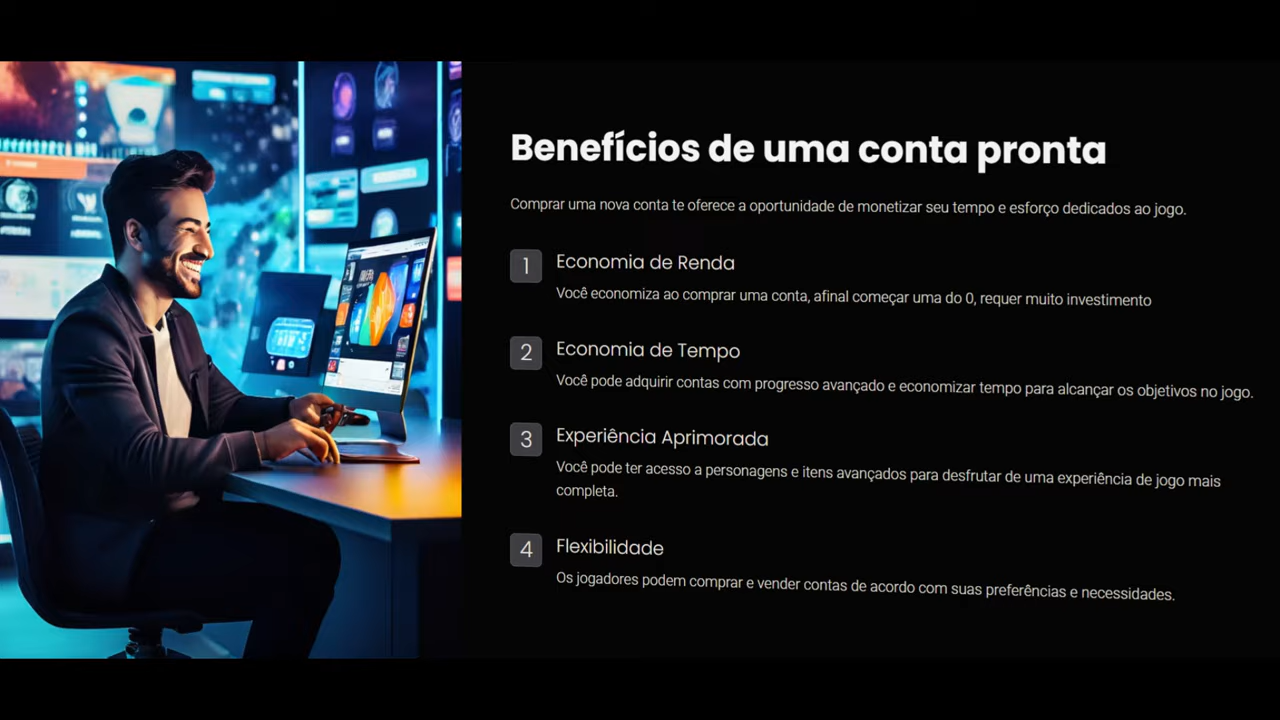 Benefícios de uma conta pronta
Comprar uma nova conta te oferece a oportunidade de monetizar seu tempo e esforço dedicados ao jogo.
1 Economia de Renda
Você economiza ao comprar uma conta, afinal começar uma do 0, requer muito investimento
2 Economia de Tempo
Você pode adquirir contas com progresso avançado e economizar tempo para alcançar os objetivos no jogo.
3 Experiência Aprimorada
Você pode ter acesso a personagens e itens avançados para desfrutar de uma experiência de jogo mais
completa.
4 Flexibilidade
Os jogadores podem comprar e vender contas de acordo com suas preferências e necessidades.